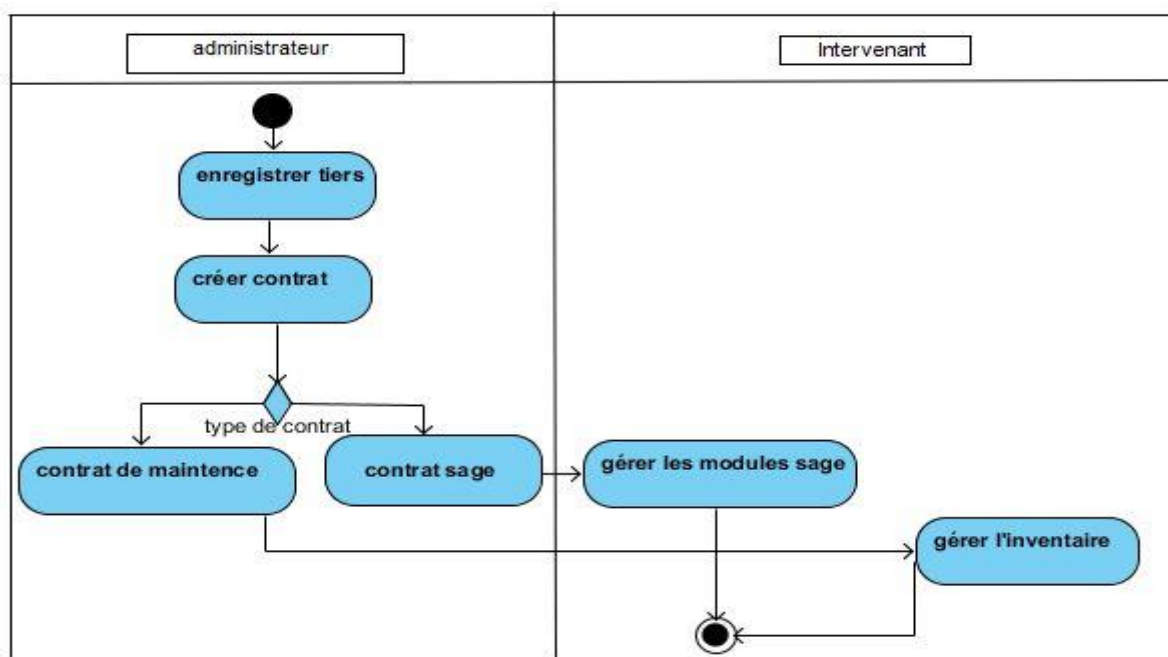 administrateur
Intervenant
enregistrer tiers
créer contrat
type de contrat
contrat de maintence
contrat sage
gérer les modules sage
gérer l'inventaire